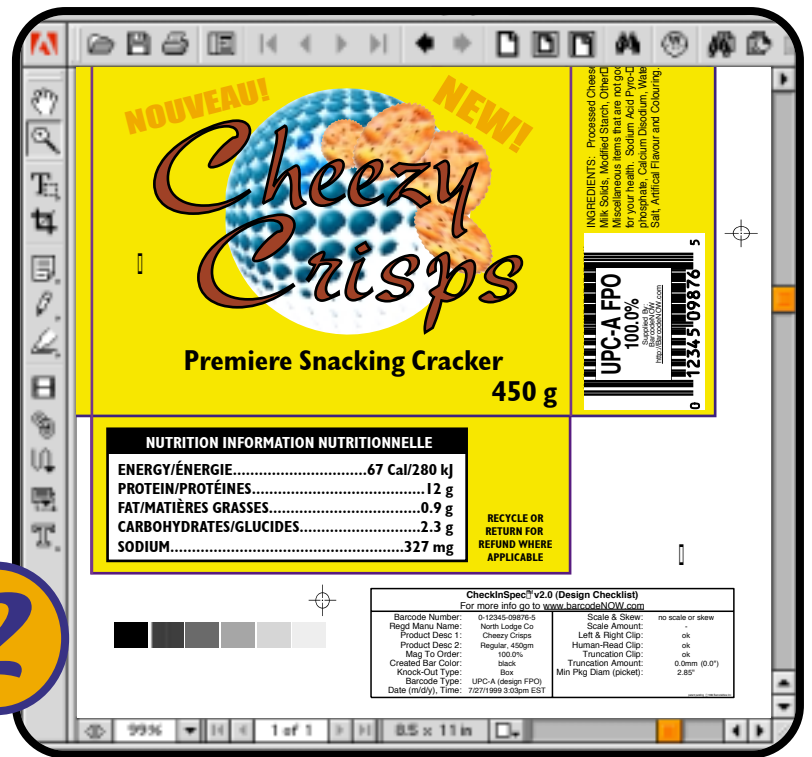 NOUVEAU!
NEW!
Cheezy
Crisps
Premiere Snacking Cracker
450 g
INGREDIENTS: Processed Cheese
Milk Solids, Modified Starch, OtherD
Miscellaneous items that are not goo
for your health. Sodium Acid Pyro-D
phosphate, Calcium Disodium, Wate
Salt, Artifical Flavour and Colouring.
UPC-A FPO
100.0%
Supplied By:
BarcodeNOW
http://BarcodeNOW.com
0 12345 09876 5
NUTRITION INFORMATION NUTRITIONNELLE
ENERGY/ÉNERGIE...............................67 Cal/280 kJ
PROTEIN/PROTÉINES........................................12 g
FAT/MATIÈRES GRASSES...................................0.9 g
CARBOHYDRATES/GLUCIDES............................2.3 g
SODIUM......................................................327 mg
RECYCLE OR
RETURN FOR
REFUND WHERE
APPLICABLE
2
CheckInSpec v2.0 (Design Checklist)
For more info go to www.barcodeNOW.com
Barcode Number: 0-12345-09876-5
Regd Manu Name: North Lodge Co
Product Desc 1: Cheezy Crisps
Product Desc 2: Regular, 450gm
Mag To Order: 100.0%
Created Bar Color: black
Knock-Out Type: Box
Barcode Type: UPC-A (design FPO)
Date (m/d/y), Time: 7/27/1999 3:03pm EST
Scale & Skew: no scale or skew
Scale Amount: -
Left & Right Clip: ok
Human-Read Clip: ok
Truncation Clip: ok
Truncation Amount: 0.0mm (0.0")
Min Pkg Diam (picket): 2.85"
99% 1 of 1 8.5 x 11 in